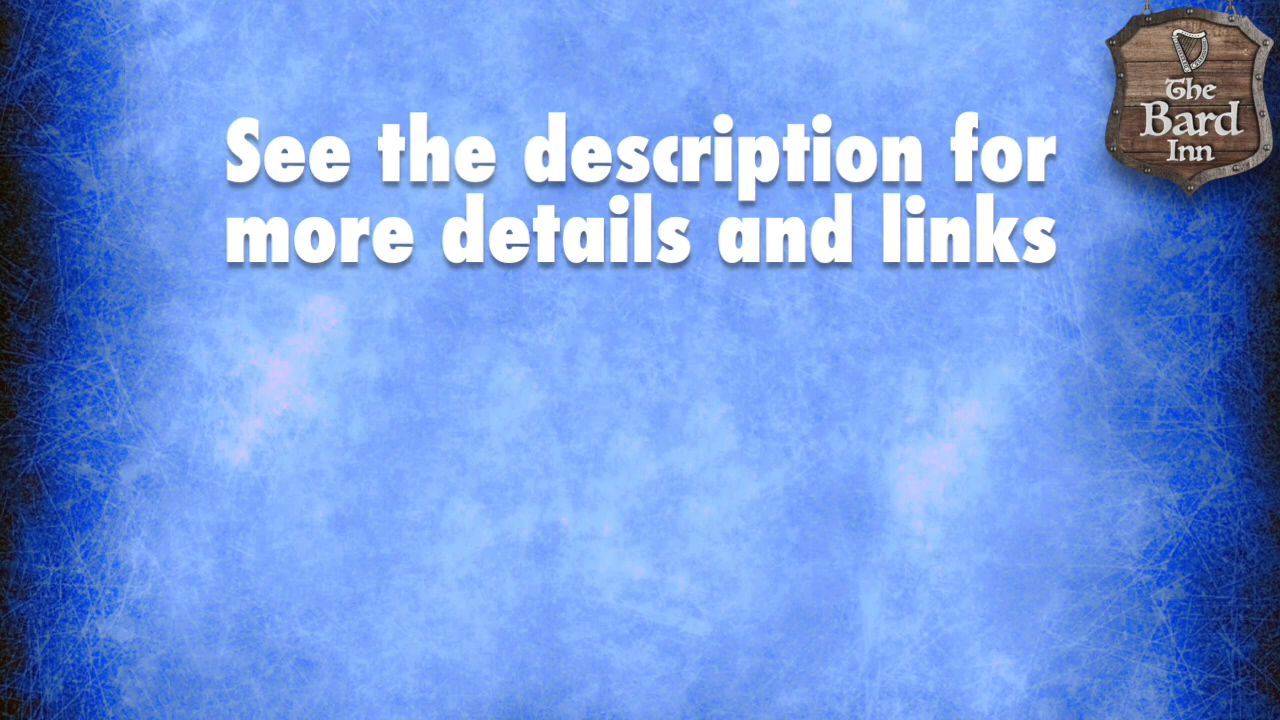 See the description for
more details and links
The
Bard
Inn